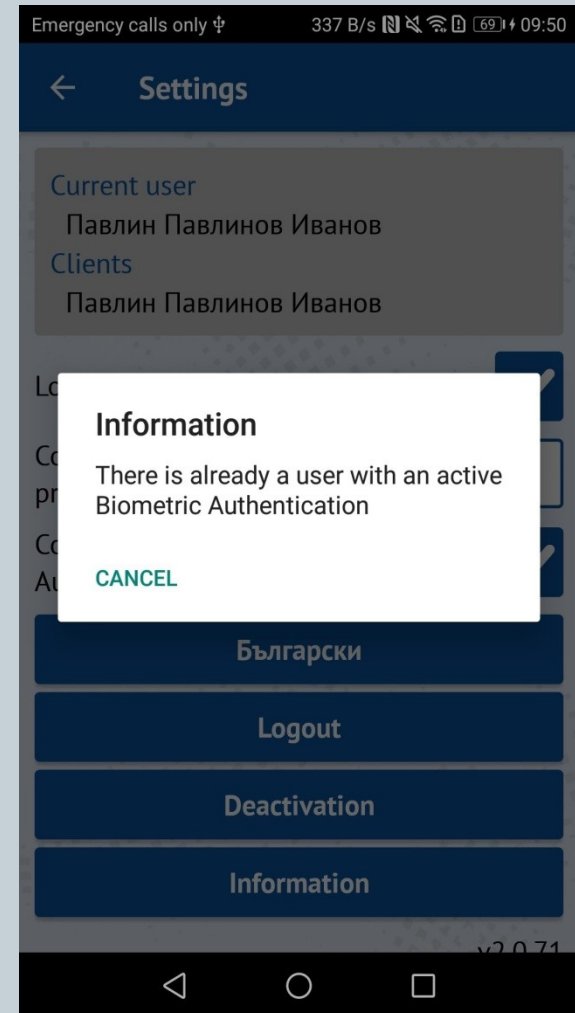 Emergency calls only 337 B/s 69 09:50
Settings
Current user
Павлин Павлинов Иванов
Clients
Павлин Павлинов Иванов
Information
There is already a user with an active
Biometric Authentication
CANCEL
Български
Logout
Deactivation
Information